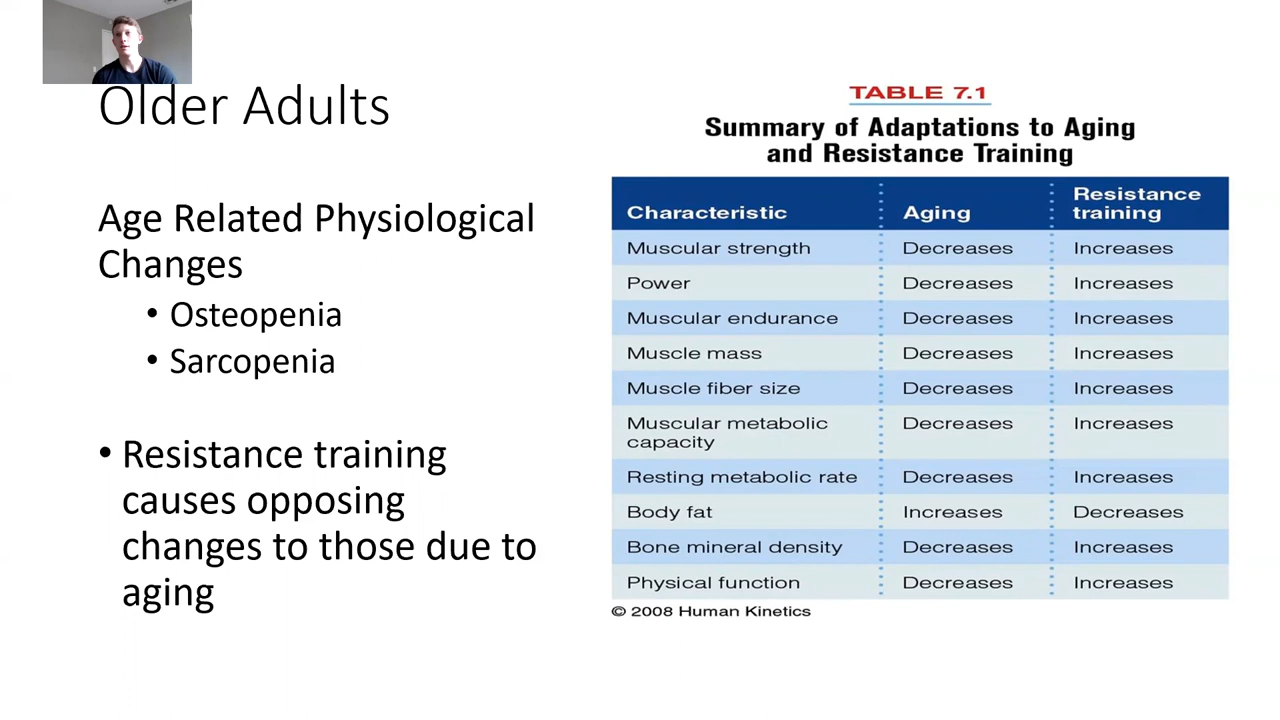 Older Adults
Age Related Physiological
Changes
• Osteopenia
• Sarcopenia
• Resistance training
causes opposing
changes to those due to
aging
TABLE 7.1
Summary of Adaptations to Aging
and Resistance Training
Characteristic Aging Resistance training
Muscular strength Decreases Increases
Power Decreases Increases
Muscular endurance Decreases Increases
Muscle mass Decreases Increases
Muscle fiber size Decreases Increases
Muscular metabolic capacity Decreases Increases
Resting metabolic rate Decreases Increases
Body fat Increases Decreases
Bone mineral density Decreases Increases
Physical function Decreases Increases
© 2008 Human Kinetics